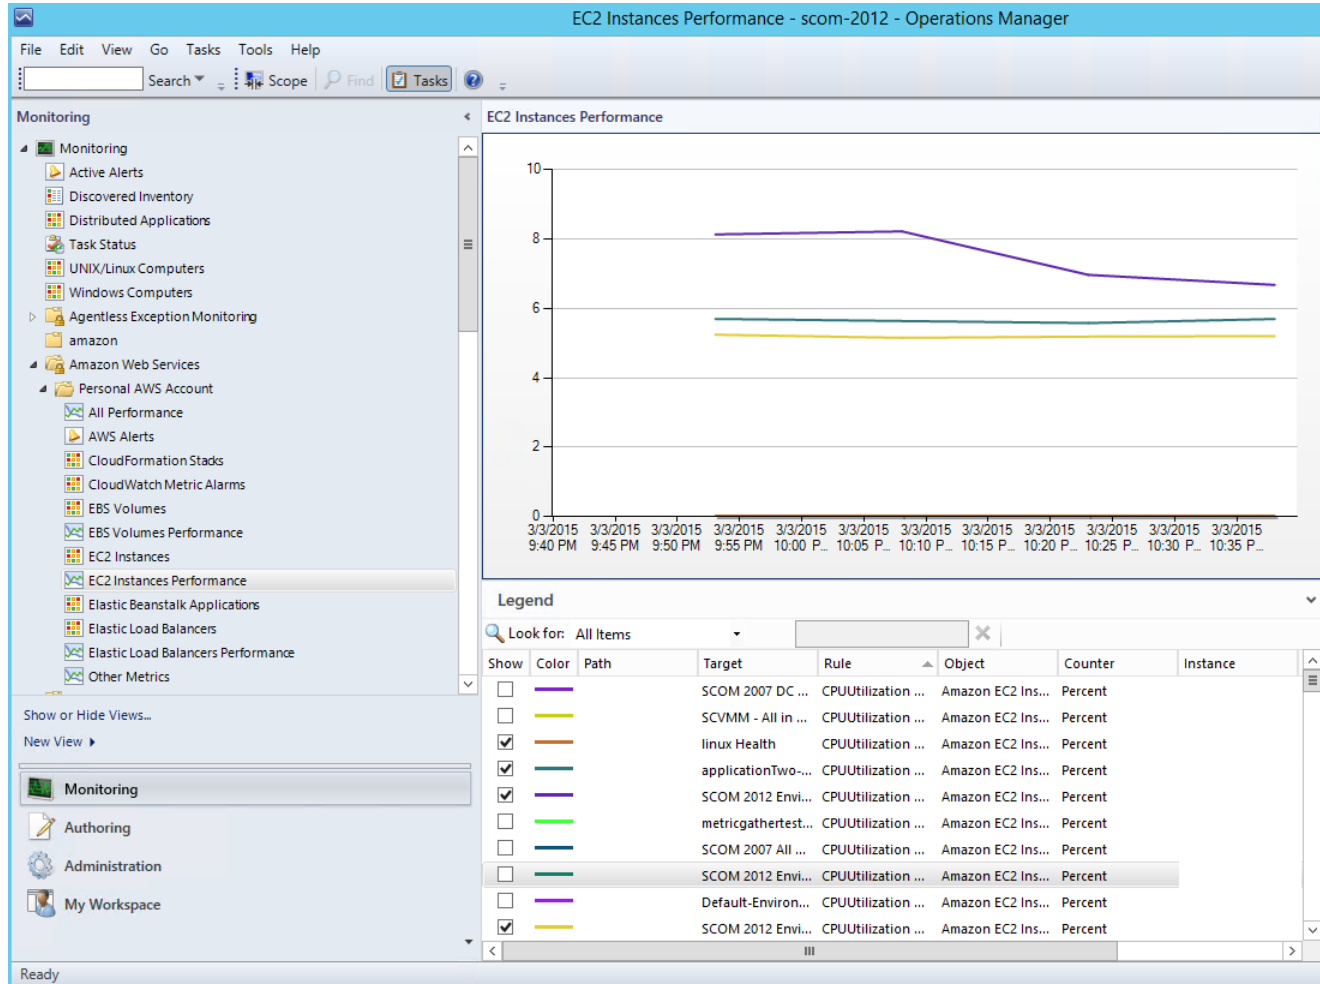 EC2 Instances Performance - scom-2012 - Operations Manager
File Edit View Go Tasks Tools Help
Search Scope Find Tasks
Monitoring
Monitoring
Active Alerts
Discovered Inventory
Distributed Applications
Task Status
UNIX/Linux Computers
Windows Computers
Agentless Exception Monitoring
amazon
Amazon Web Services
Personal AWS Account
All Performance
AWS Alerts
CloudFormation Stacks
CloudWatch Metric Alarms
EBS Volumes
EBS Volumes Performance
EC2 Instances
EC2 Instances Performance
Elastic Beanstalk Applications
Elastic Load Balancers
Elastic Load Balancers Performance
Other Metrics
Show or Hide Views...
New View
Monitoring
Authoring
Administration
My Workspace
EC2 Instances Performance
10
8
6
4
2
0
3/3/2015 3/3/2015 3/3/2015 3/3/2015 3/3/2015 3/3/2015 3/3/2015 3/3/2015 3/3/2015 3/3/2015 3/3/2015 3/3/2015
9:40 PM 9:45 PM 9:50 PM 9:55 PM 10:00 P... 10:05 P... 10:10 P... 10:15 P... 10:20 P... 10:25 P... 10:30 P... 10:35 P...
Legend
Look for: All Items
Show Color Path Target Rule Object Counter Instance
SCOM 2007 DC ... CPUUtilization ... Amazon EC2 Ins... Percent
SCVMM - All in ... CPUUtilization ... Amazon EC2 Ins... Percent
linux Health CPUUtilization ... Amazon EC2 Ins... Percent
applicationTwo-... CPUUtilization ... Amazon EC2 Ins... Percent
SCOM 2012 Envi... CPUUtilization ... Amazon EC2 Ins... Percent
metricgathertest... CPUUtilization ... Amazon EC2 Ins... Percent
SCOM 2007 All ... CPUUtilization ... Amazon EC2 Ins... Percent
SCOM 2012 Envi... CPUUtilization ... Amazon EC2 Ins... Percent
Default-Environ... CPUUtilization ... Amazon EC2 Ins... Percent
SCOM 2012 Envi... CPUUtilization ... Amazon EC2 Ins... Percent
Ready